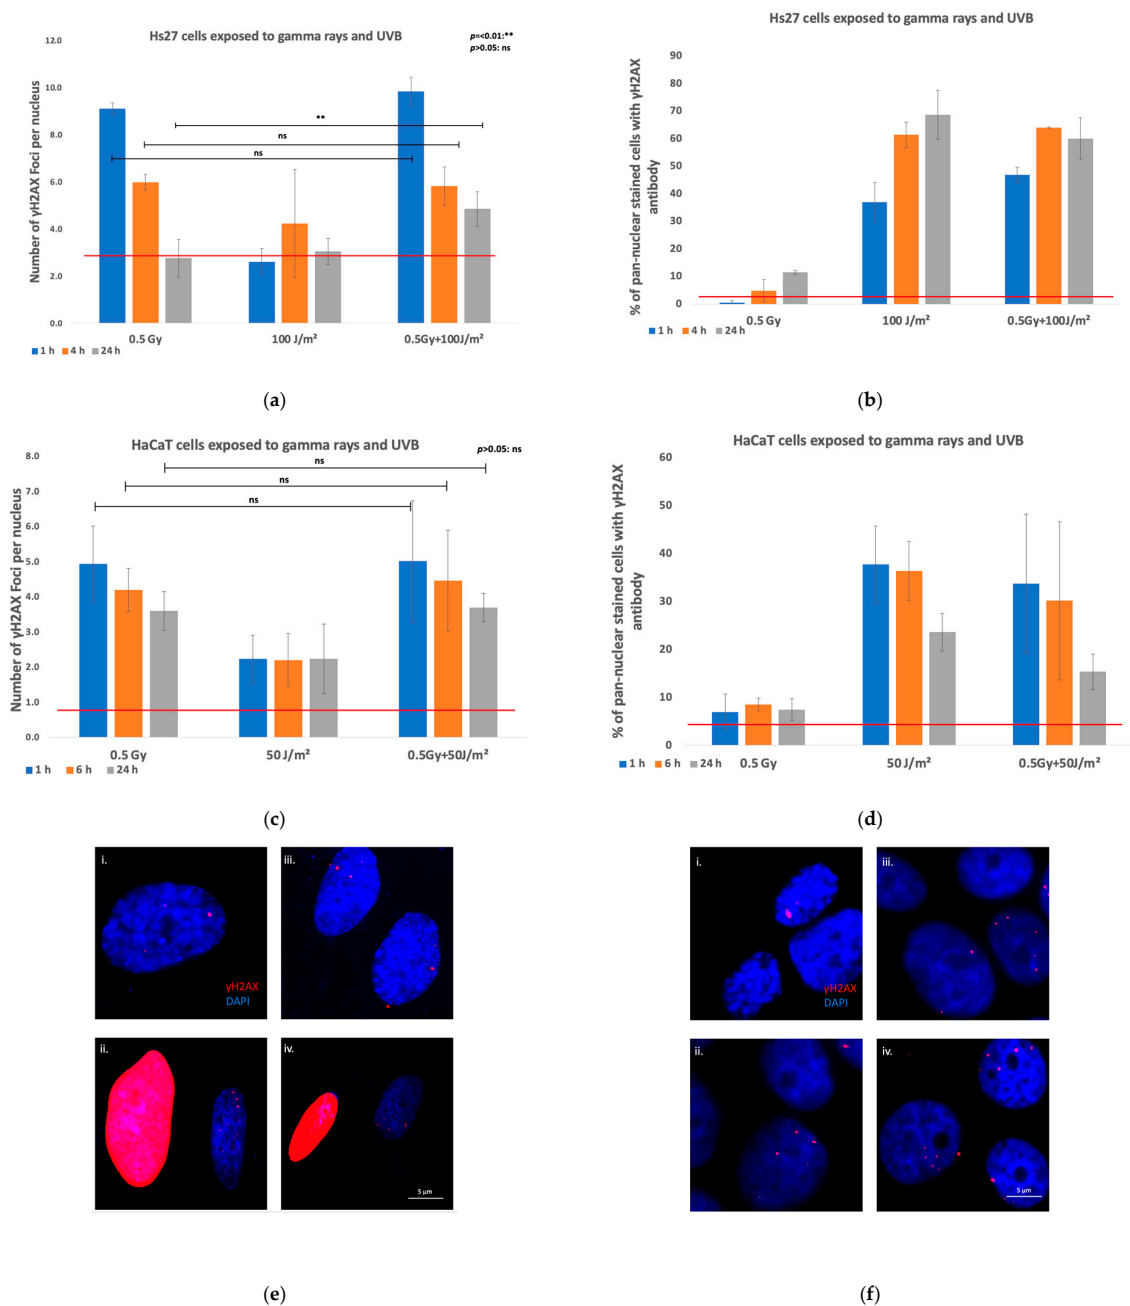 Hs27 cells exposed to gamma rays and UVB
p=<0.01:**
p>0.05: ns
Number of γH2AX Foci per nucleus
12.0
10.0
8.0
6.0
4.0
2.0
0.0
**
ns
ns
0.5 Gy
100 J/m²
0.5Gy+100J/m²
1 h
4 h
24 h
(a)
Hs27 cells exposed to gamma rays and UVB
% of pan-nuclear stained cells with γH2AX
antibody
90
80
70
60
50
40
30
20
10
0
0.5 Gy
100 J/m²
0.5Gy+100J/m²
1 h
4 h
24 h
(b)
HaCaT cells exposed to gamma rays and UVB
p>0.05: ns
Number of γH2AX Foci per nucleus
8.0
7.0
6.0
5.0
4.0
3.0
2.0
1.0
0.0
ns
ns
ns
0.5 Gy
50 J/m²
0.5Gy+50J/m²
1 h
6 h
24 h
(c)
HaCaT cells exposed to gamma rays and UVB
% of pan-nuclear stained cells with γH2AX
antibody
60
50
40
30
20
10
0
0.5 Gy
50 J/m²
0.5Gy+50J/m²
1 h
6 h
24 h
(d)
i.
γH2AX
DAPI
iii.
ii.
iv.
5 µm
(e)
i.
γH2AX
DAPI
iii.
ii.
iv.
5 µm
(f)